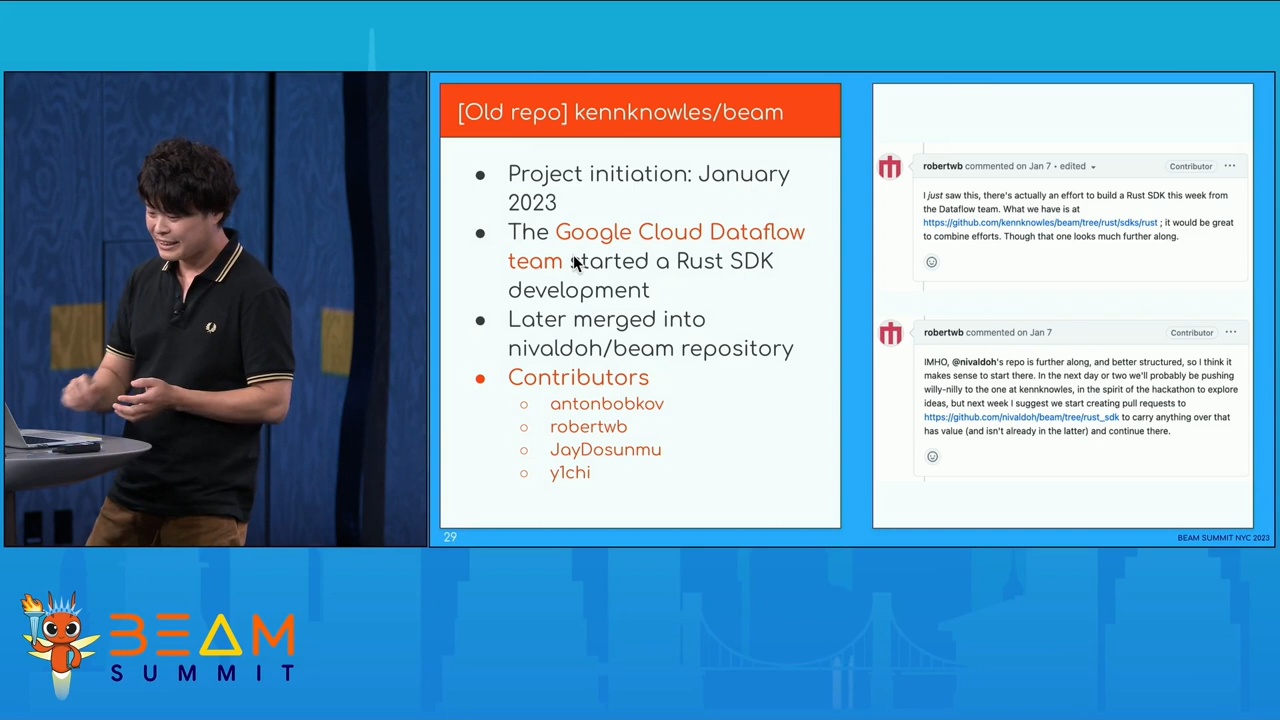 [Old repo] kennknowles/beam
● Project initiation: January
2023
● The Google Cloud Dataflow
team started a Rust SDK
development
● Later merged into
nivaldoh/beam repository
● Contributors
○ antonbobkov
○ robertwb
○ JayDosunmu
○ y1chi
29
robertwb commented on Jan 7 • edited
Contributor
I just saw this, there's actually an effort to build a Rust SDK this week from
the Dataflow team. What we have is at
https://github.com/kennknowles/beam/tree/rust/sdks/rust ; it would be great
to combine efforts. Though that one looks much further along.
robertwb commented on Jan 7
Contributor
IMHO, @nivaldoh's repo is further along, and better structured, so I think it
makes sense to start there. In the next day or two we'll probably be pushing
willy-nilly to the one at kennknowles, in the spirit of the hackathon to explore
ideas, but next week I suggest we start creating pull requests to
https://github.com/nivaldoh/beam/tree/rust_sdk to carry anything over that
has value (and isn't already in the latter) and continue there.
BEAM SUMMIT NYC 2023
BEAM
SUMMIT